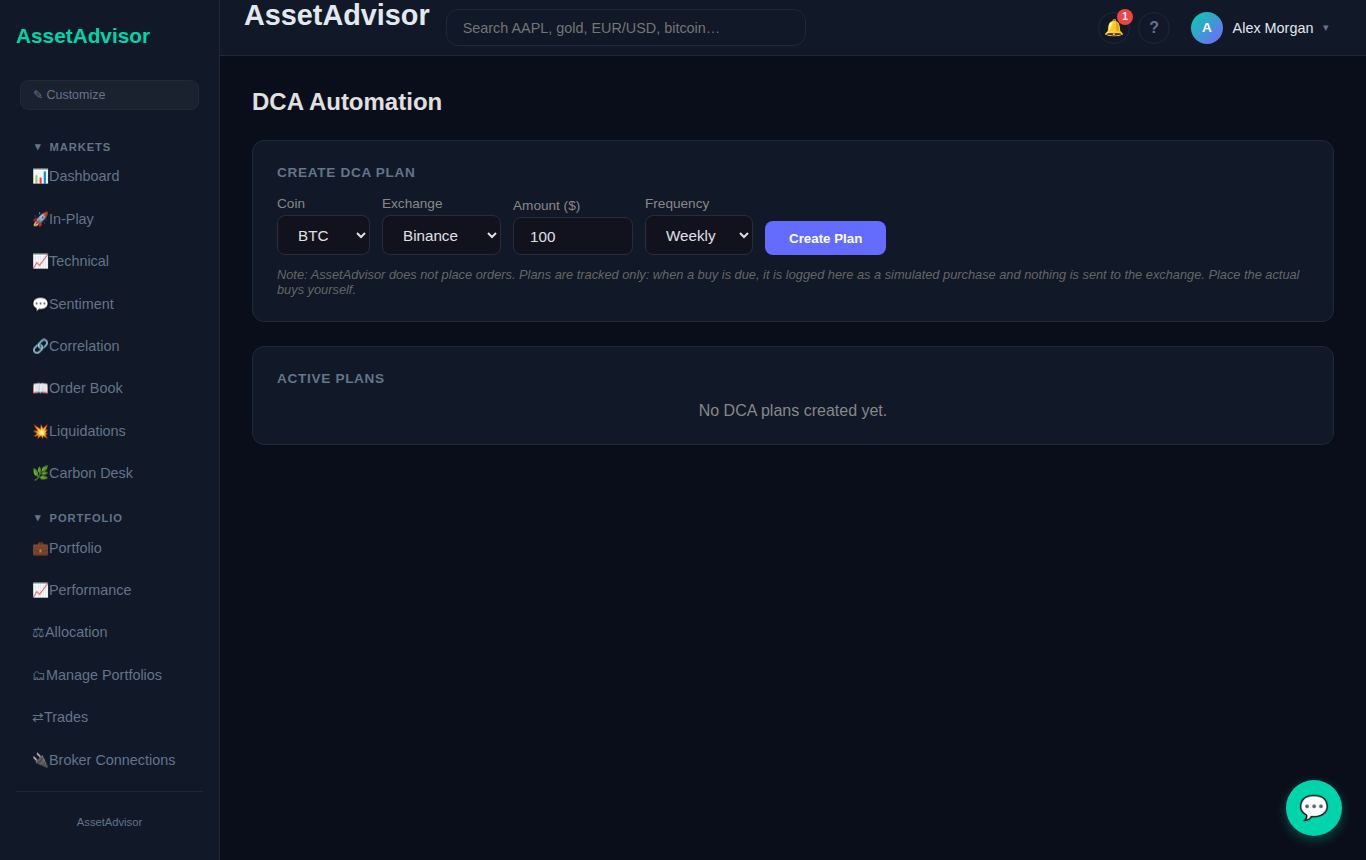 AssetAdvisor
✎ Customize
▼ MARKETS
📊Dashboard
🚀In-Play
📈Technical
💬Sentiment
🔗Correlation
📖Order Book
💥Liquidations
🌿Carbon Desk
▼ PORTFOLIO
💼Portfolio
📈Performance
⚖Allocation
🗂Manage Portfolios
⇄Trades
🔌Broker Connections
AssetAdvisor
AssetAdvisor
Search AAPL, gold, EUR/USD, bitcoin…
🔔 1
?
A Alex Morgan ▼
DCA Automation
CREATE DCA PLAN
Coin Exchange Amount ($) Frequency
BTC Binance 100 Weekly Create Plan
Note: AssetAdvisor does not place orders. Plans are tracked only: when a buy is due, it is logged here as a simulated purchase and nothing is sent to the exchange. Place the actual
buys yourself.
ACTIVE PLANS
No DCA plans created yet.